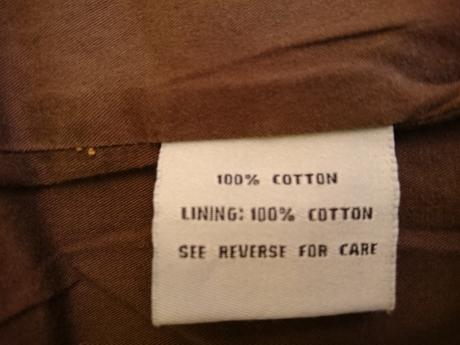 100% COTTON
LINING: 100% COTTON
SEE REVERSE FOR CARE